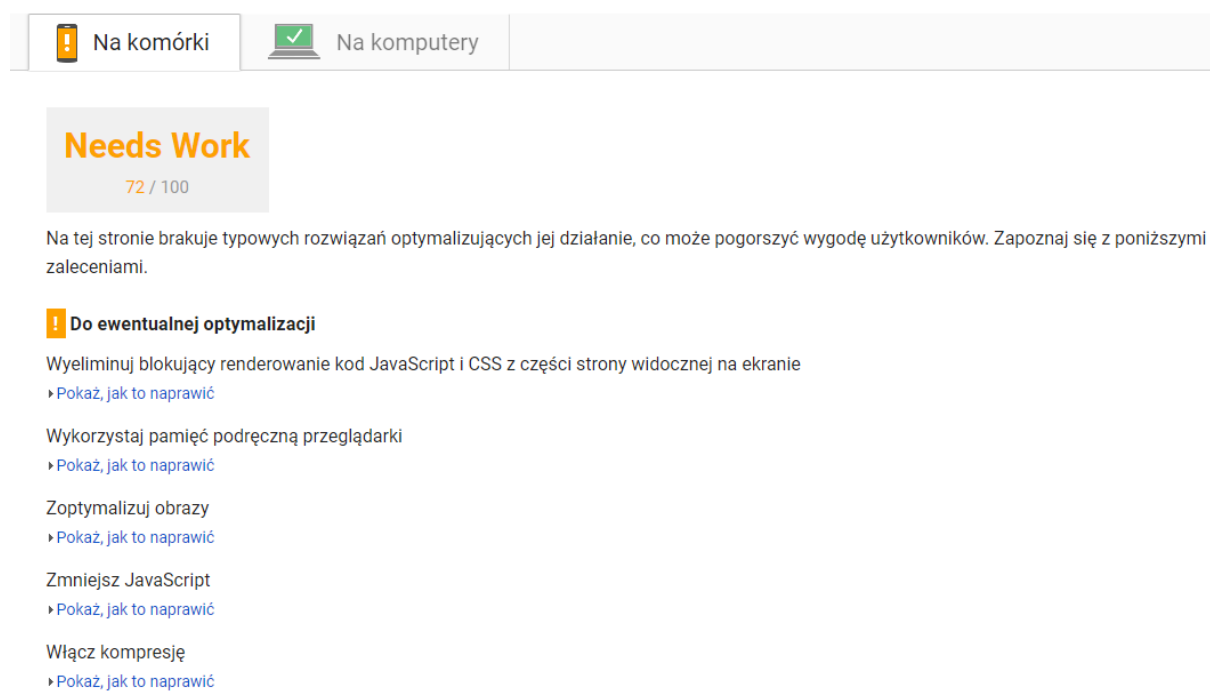 Na komórki
Na komputery
Needs Work
72 / 100
Na tej stronie brakuje typowych rozwiązań optymalizujących jej działanie, co może pogorszyć wygodę użytkowników. Zapoznaj się z poniższymi
zaleceniami.
! Do ewentualnej optymalizacji
Wyeliminuj blokujący renderowanie kod JavaScript i CSS z części strony widocznej na ekranie
Pokaż, jak to naprawić
Wykorzystaj pamięć podręczną przeglądarki
Pokaż, jak to naprawić
Zoptymalizuj obrazy
Pokaż, jak to naprawić
Zmniejsz JavaScript
Pokaż, jak to naprawić
Włącz kompresję
Pokaż, jak to naprawić